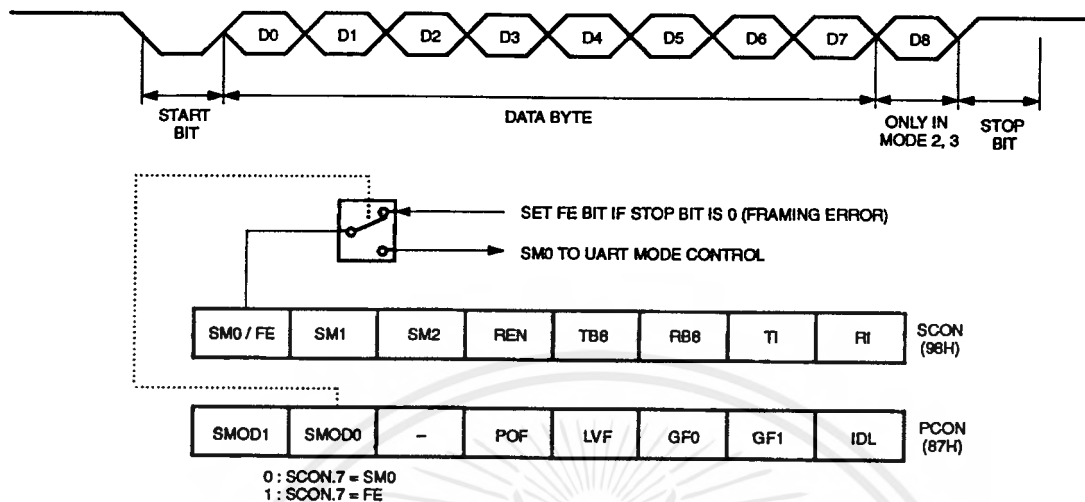 D0 D1 D2 D3 D4 D5 D6 D7 D8
START
BIT
DATA BYTE
ONLY IN
MODE 2, 3
STOP
BIT
SET FE BIT IF STOP BIT IS 0 (FRAMING ERROR)
SM0 TO UART MODE CONTROL
SM0 / FE SM1 SM2 REN TB8 RB8 TI RI
SCON
(98H)
SMOD1 SMOD0 – POF LVF GF0 GF1 IDL
PCON
(87H)
0 : SCON.7 = SM0
1 : SCON.7 = FE